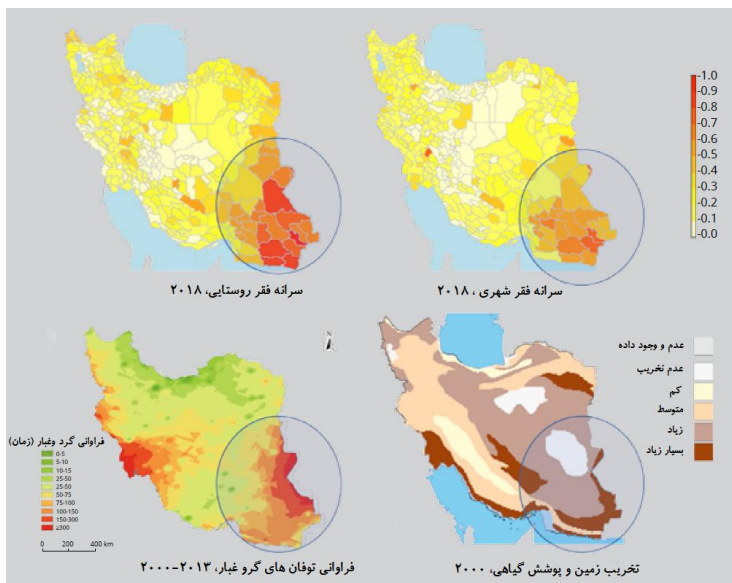 -1.0
-0.9
-0.8
-0.7
-0.6
-0.5
-0.4
-0.3
-0.2
-0.1
-0.0
سرانه فقر شهری ، ۲۰۱۸
سرانه فقر روستایی، ۲۰۱۸
عدم و وجود داده
عدم تخریب
کم
متوسط
زیاد
بسیار زیاد
تخریب زمین و پوشش گیاهی، ۲۰۰۰
N
فراوانی گرد وغبار (زمان)
0-5
5-10
10-15
25-50
25-50
50-75
75-100
100-150
150-300
≥300
0 200 400 km
فراوانی توفان های گرو غبار، ۲۰۱۳-۲۰۰۰